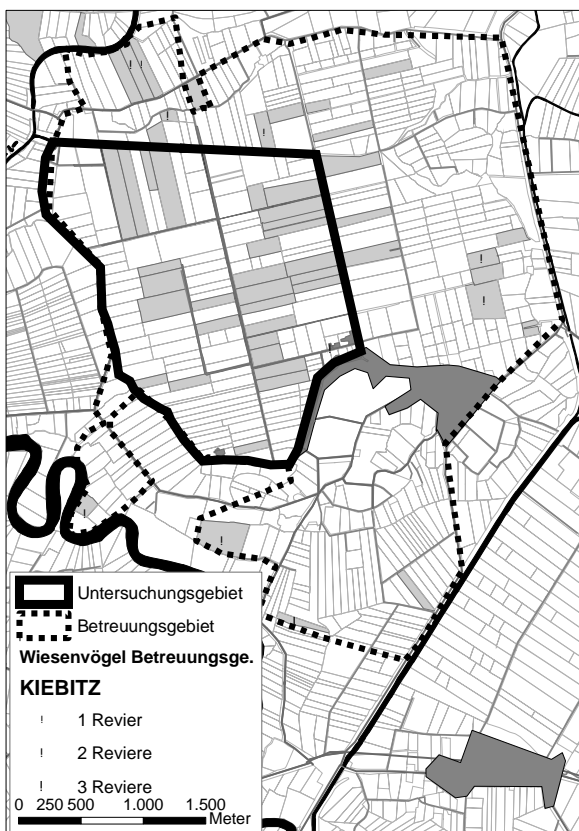 Untersuchungsgebiet
Betreuungsgebiet
Wiesenvögel Betreuungsge.
KIEBITZ
! 1 Revier
! 2 Reviere
! 3 Reviere
0 250 500 1.000 1.500
Meter